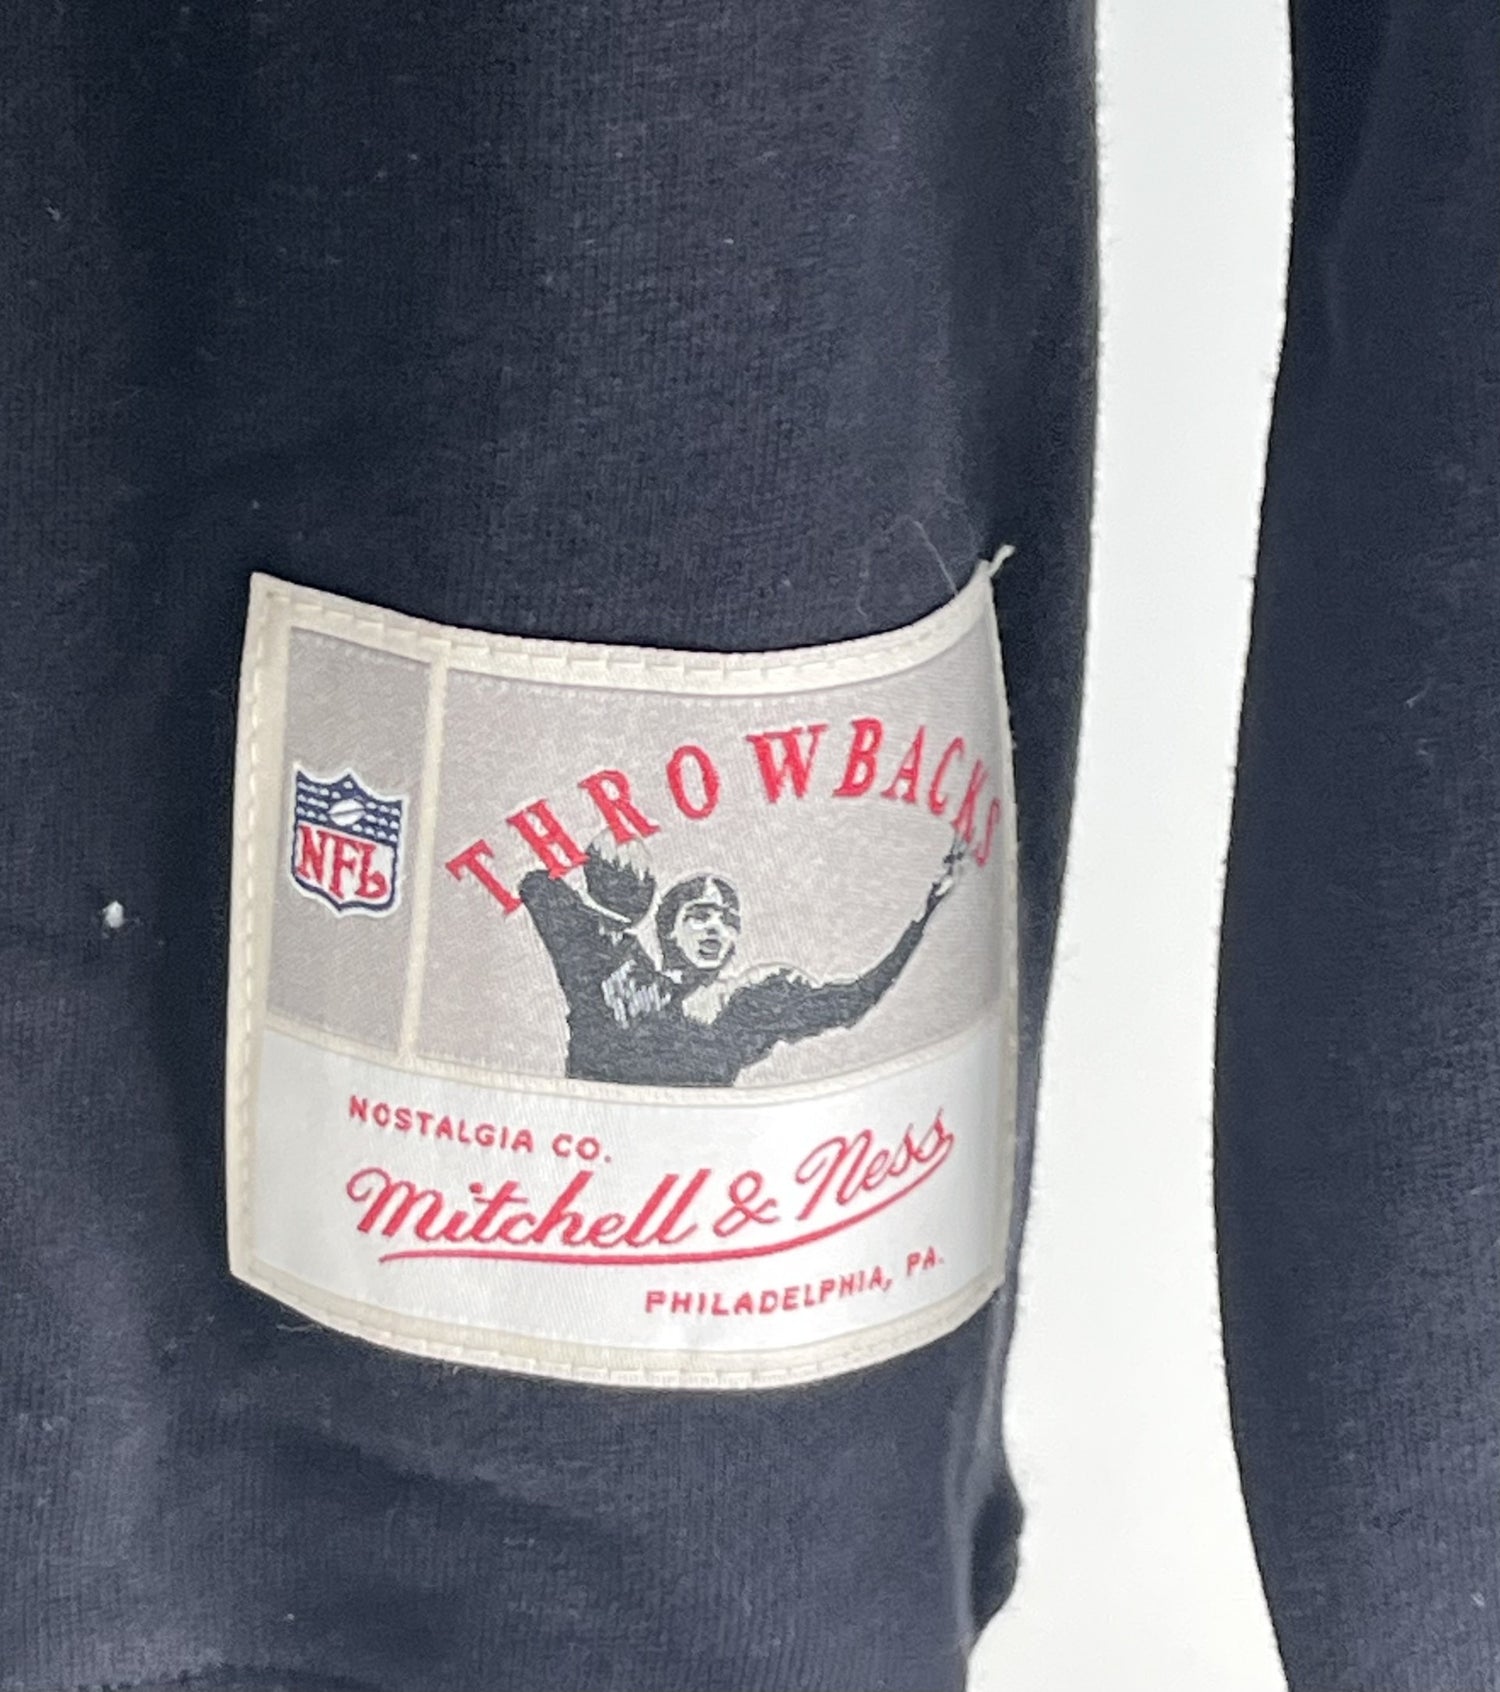 THROWBACKS
NFL
NOSTALGIA CO.
Mitchell & Ness
PHILADELPHIA, PA.